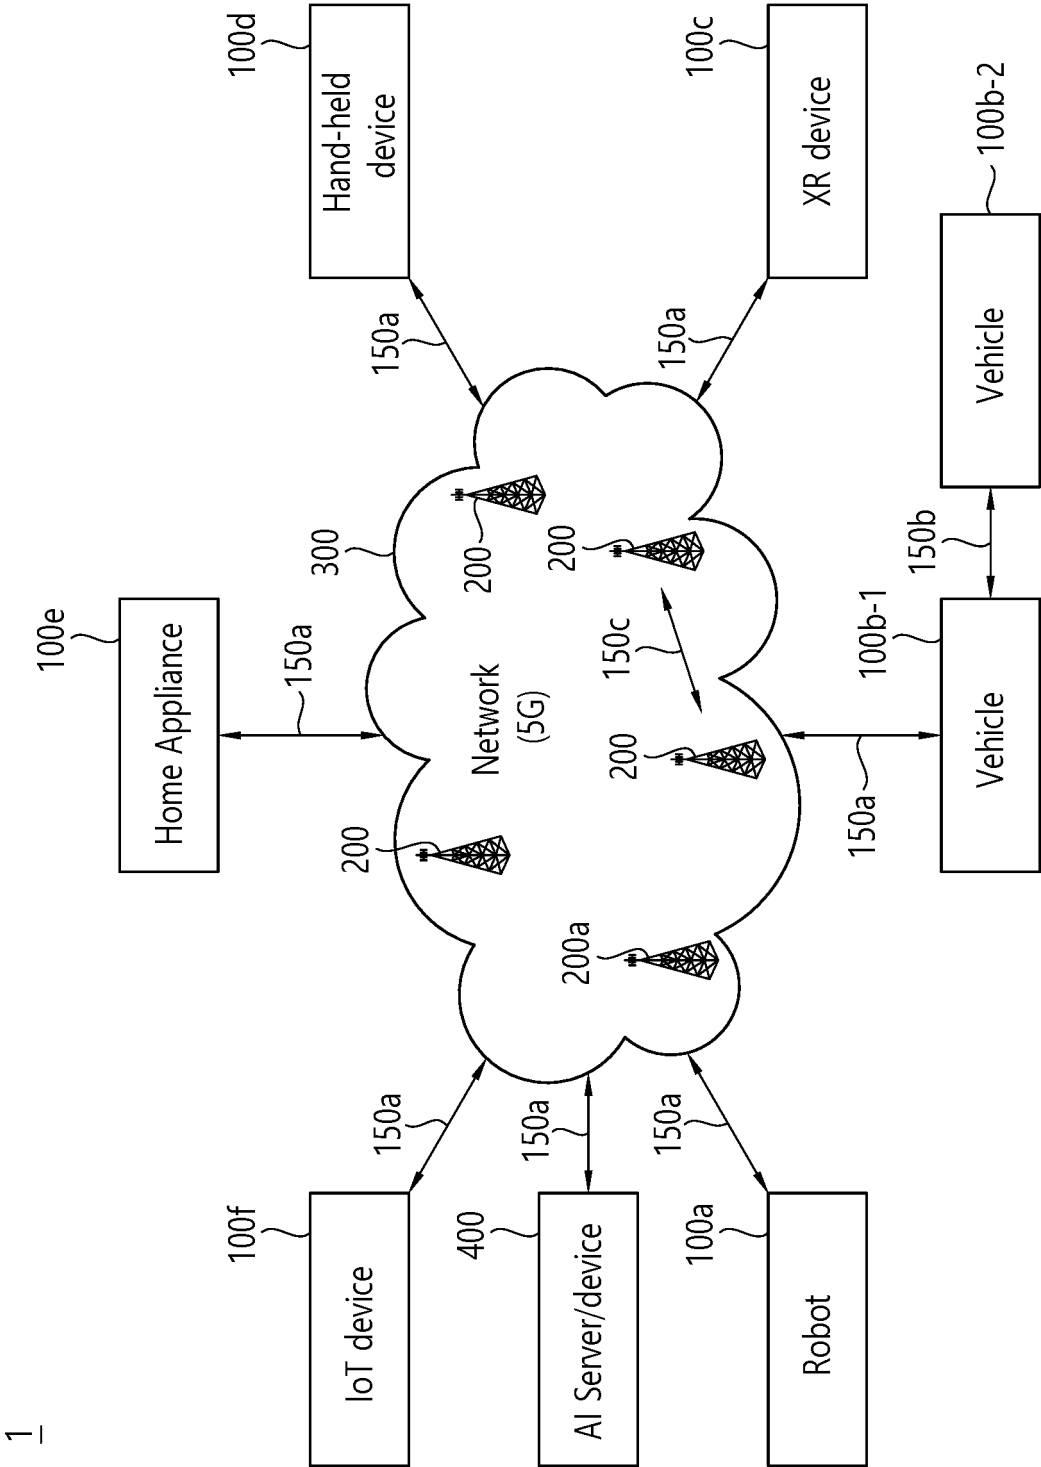 1
100e
Home Appliance
100f
100d
150a
300
IoT device
Hand-held
device
200
150a
150a
400
Network
(5G)
200
150a
200
200a
AI Server/device
150c
200
150a
150a
100a
100c
Robot
XR device
150a
100b-1
150b
100b-2
Vehicle
Vehicle